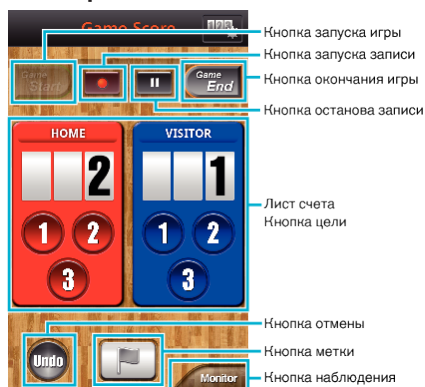 Game Score
123
Кнопка запуска игры
Кнопка запуска записи
Game Start
Game End
Кнопка окончания игры
Кнопка останова записи
HOME
VISITOR
2
1
Лист счета
Кнопка цели
1 2
1 2
3
3
Кнопка отмены
Undo
Кнопка метки
Monitor
Кнопка наблюдения